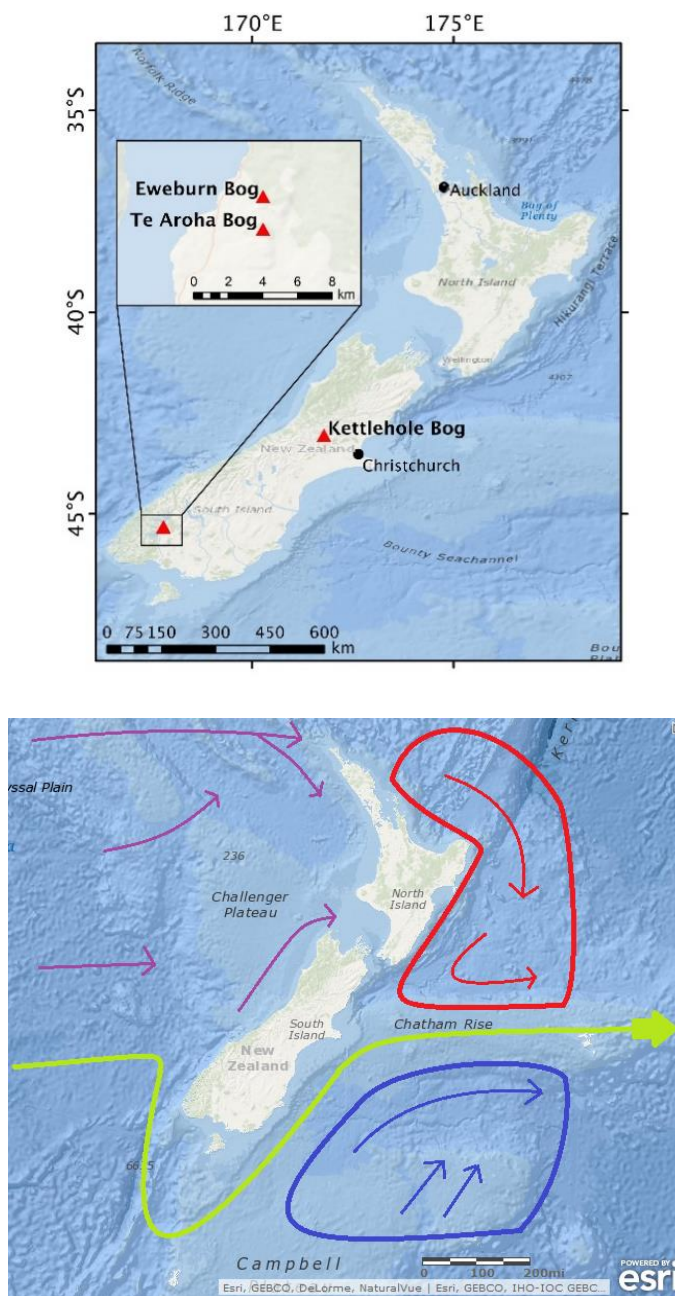 170°E 175°E
35°S
40°S
45°S
Norfolk Ridge
Eweburn Bog
Te Aroha Bog
0 2 4 6 8
km
Auckland
Bay of
Plenty
North Island
Hikurangi Terrace
Wellington
4307
Kettlehole Bog
New Zealand
Christchurch
South Island
Bounty Seachannel
0 75 150 300 450 600
km
Bou
yssal Plain
236
Challenger
Plateau
North
Island
South
Island
New
Zealand
Chatham Rise
Campbell
0 100 200mi
Esri, GEBCO, DeLorme, NaturalVue | Esri, GEBCO, IHO-IOC GEBC...
POWERED BY
esri